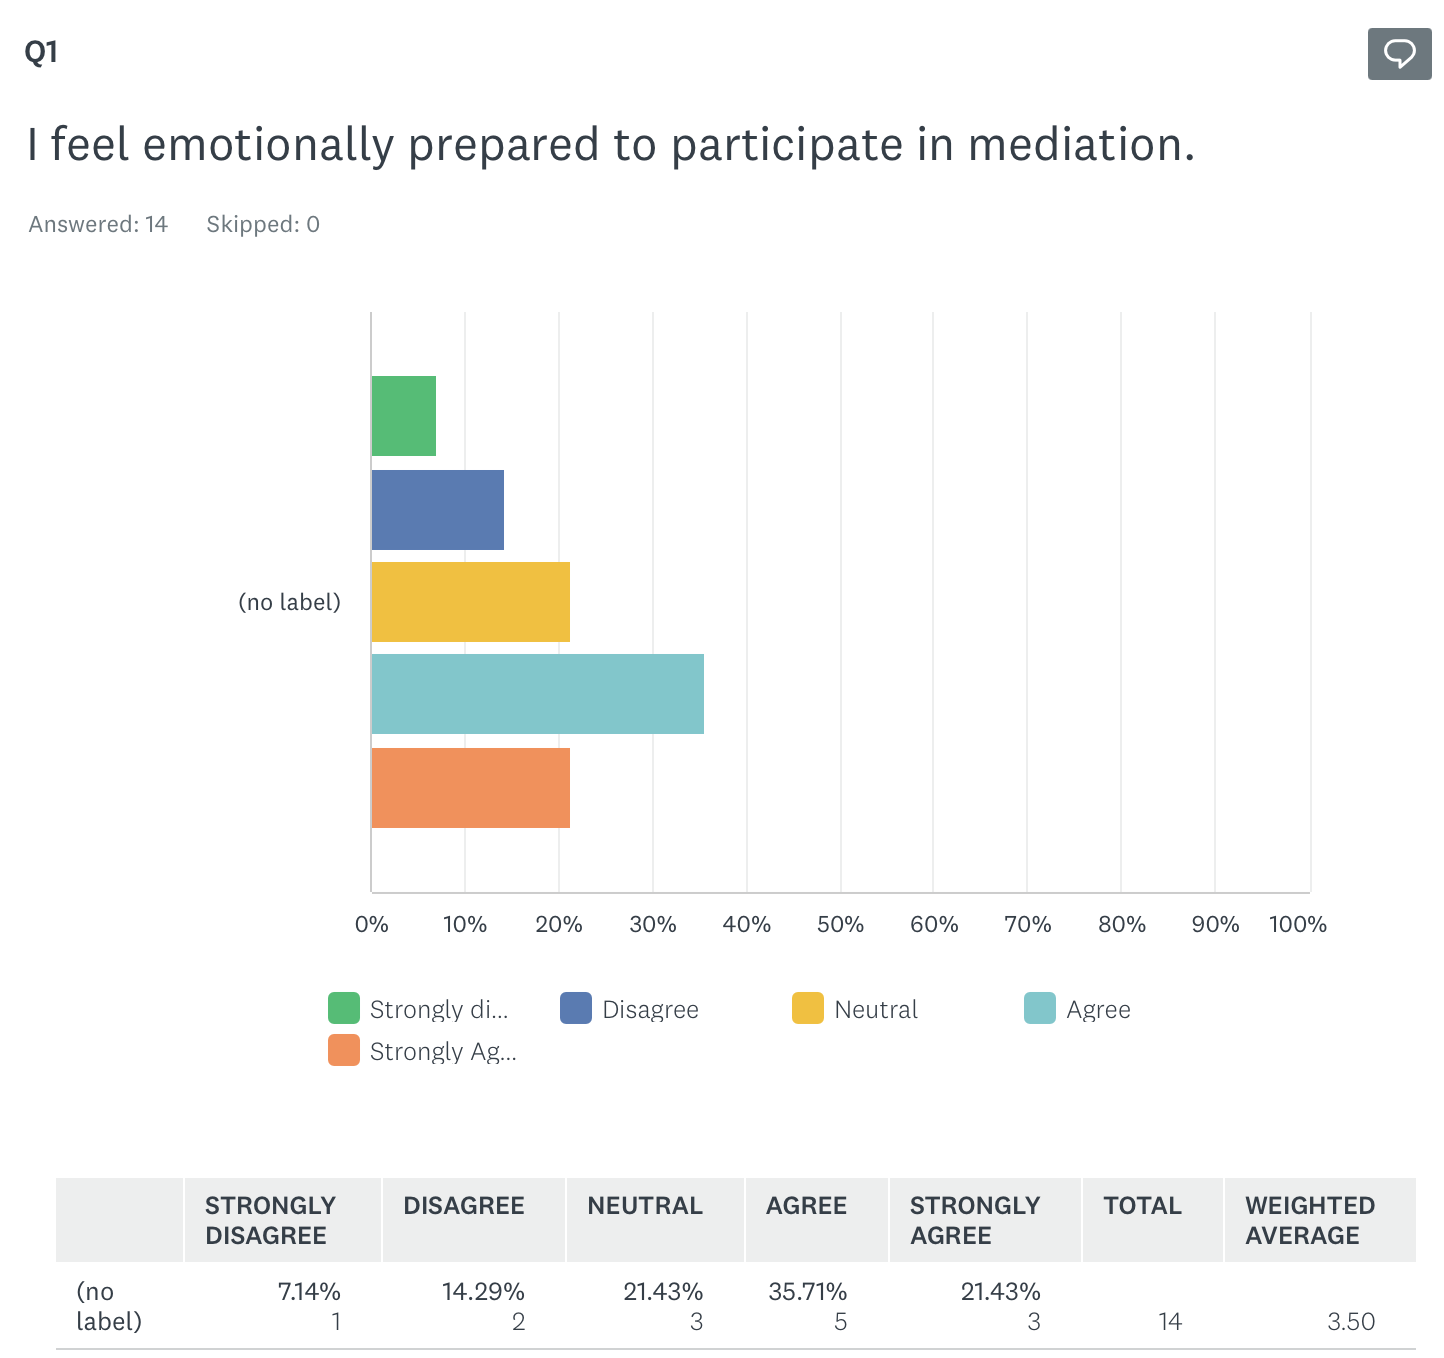 Q1
I feel emotionally prepared to participate in mediation.
Answered: 14 Skipped: 0
(no label)
0% 10% 20% 30% 40% 50% 60% 70% 80% 90% 100%
Strongly di... Disagree Neutral Agree
Strongly Ag...
STRONGLY DISAGREE NEUTRAL AGREE STRONGLY TOTAL WEIGHTED
DISAGREE AGREE AVERAGE
(no 7.14% 14.29% 21.43% 35.71% 21.43%
label) 1 2 3 5 3 14 3.50